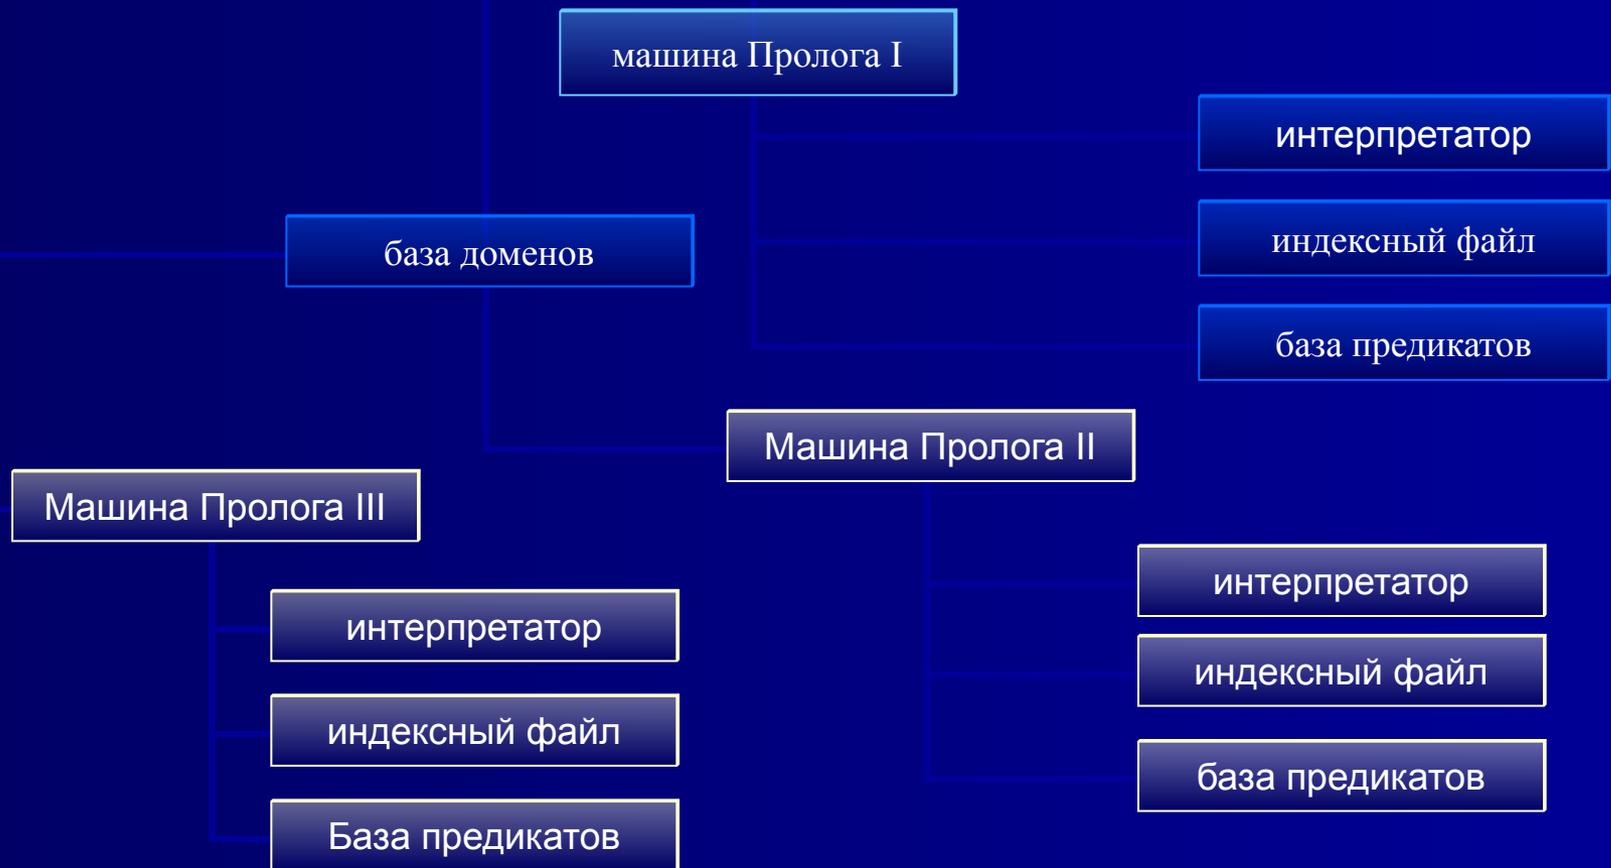 машина Пролога I
интерпретатор
индексный файл
база предикатов
база доменов
Машина Пролога II
интерпретатор
индексный файл
база предикатов
Машина Пролога III
интерпретатор
индексный файл
База предикатов